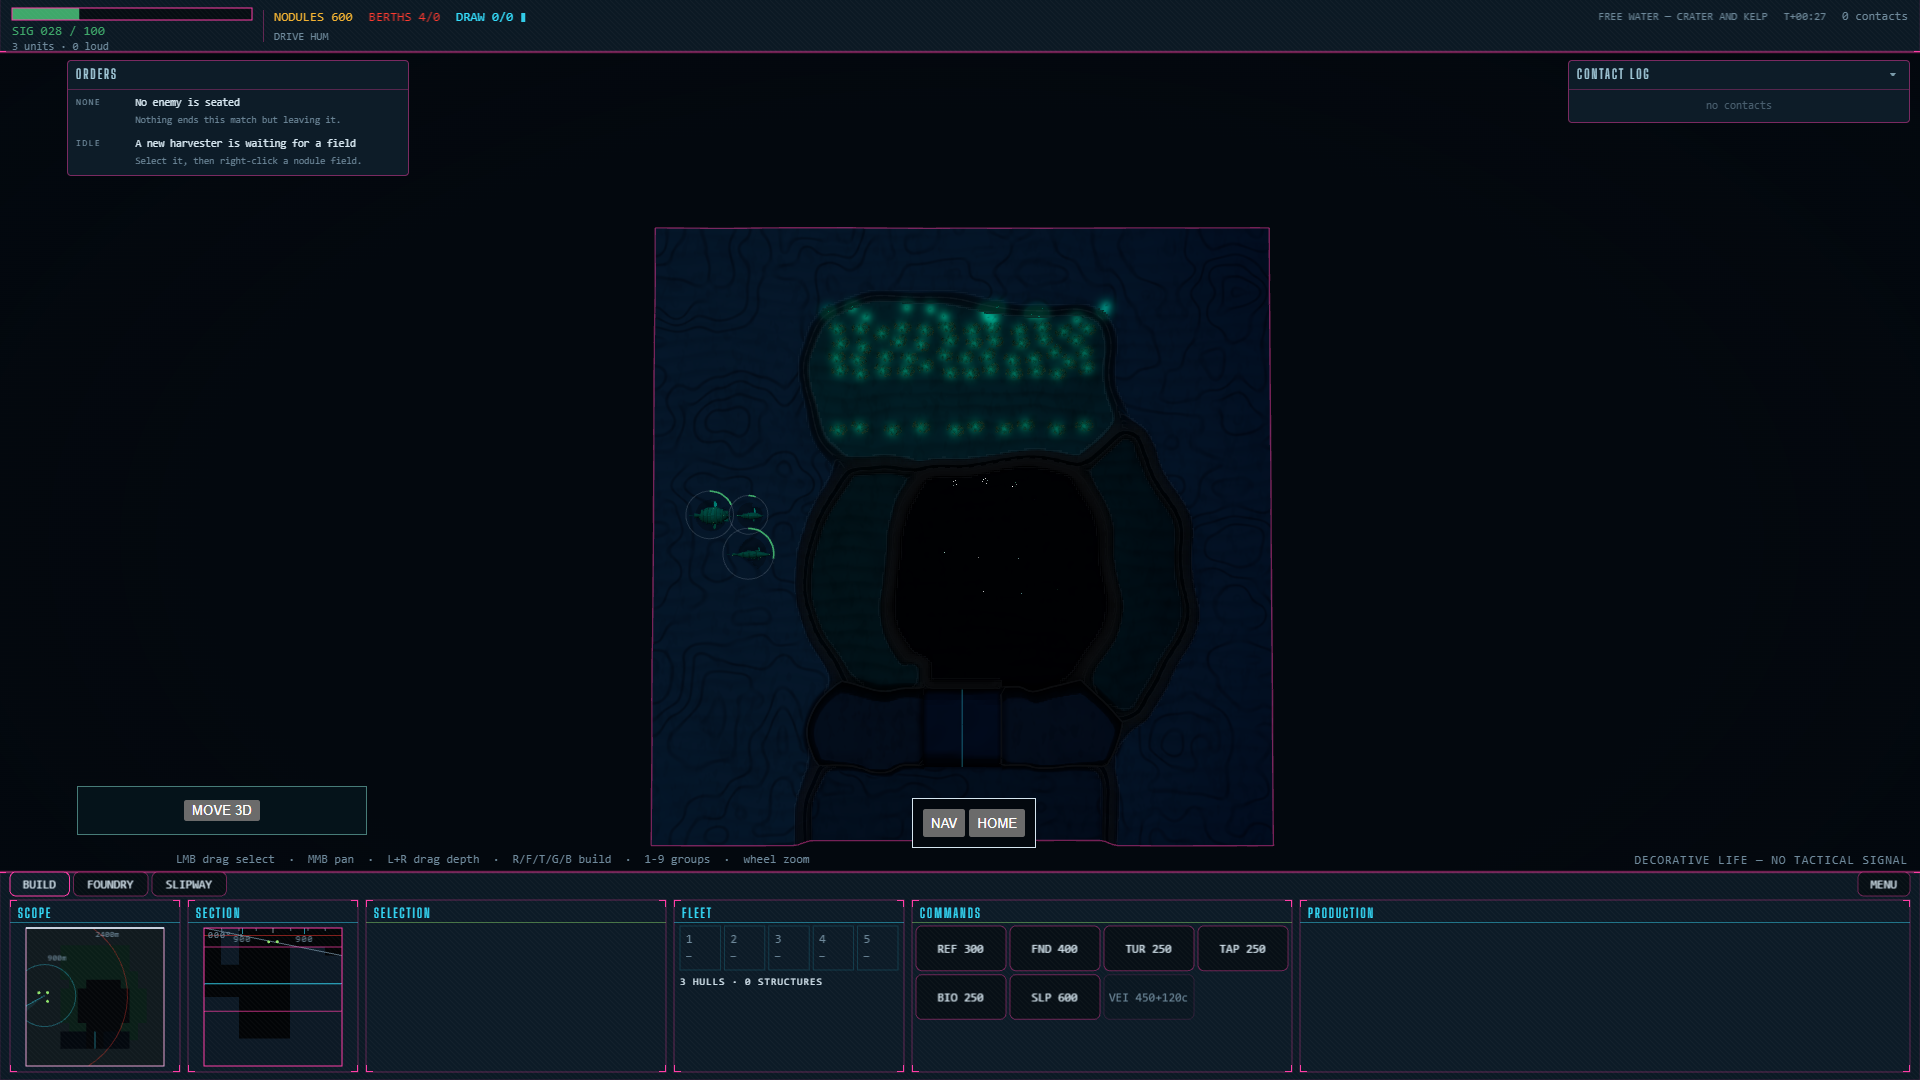 SIG 028 / 100
3 units · 0 loud
NODULES 600 BERTHS 4/0 DRAW 0/0
DRIVE HUM
FREE WATER — CRATER AND KELP T+00:27 0 contacts
ORDERS
NONE No enemy is seated
Nothing ends this match but leaving it.
IDLE A new harvester is waiting for a field
Select it, then right-click a nodule field.
CONTACT LOG
no contacts
MOVE 3D
NAV HOME
LMB drag select · MMB pan · L+R drag depth · R/F/T/G/B build · 1-9 groups · wheel zoom
DECORATIVE LIFE — NO TACTICAL SIGNAL
BUILD FOUNDRY SLIPWAY
MENU
SCOPE
2400m
900m
SECTION
000°
900 900
SELECTION
FLEET
1 2 3 4 5
– – – – –
3 HULLS · 0 STRUCTURES
COMMANDS
REF 300 FND 400 TUR 250 TAP 250
BIO 250 SLP 600 VEI 450+120c
PRODUCTION